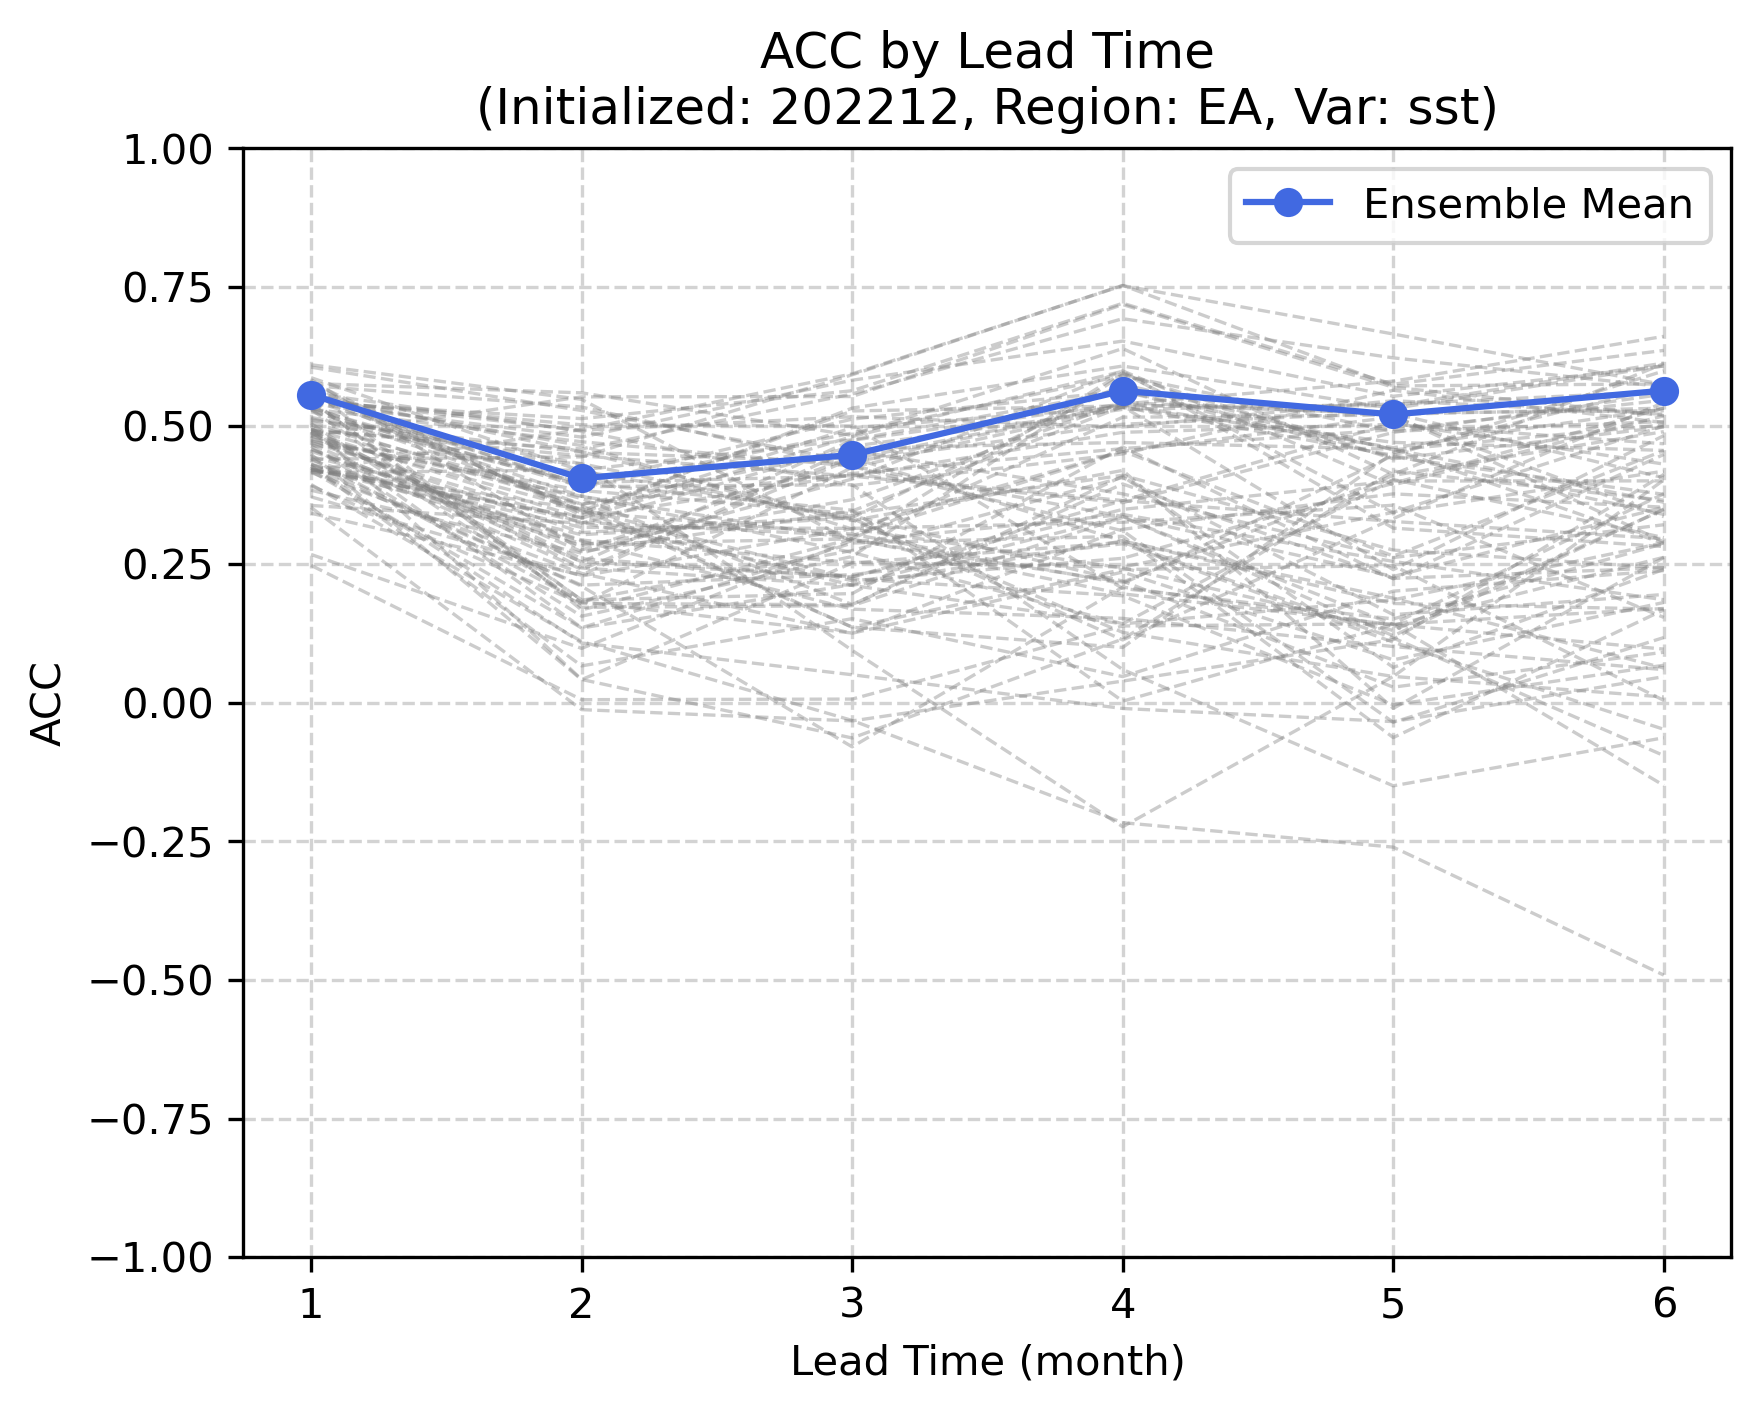 ACC by Lead Time
(Initialized: 202212, Region: EA, Var: sst)
Ensemble Mean
1.00
0.75
0.50
0.25
0.00
−0.25
−0.50
−0.75
−1.00
ACC
1 2 3 4 5 6
Lead Time (month)